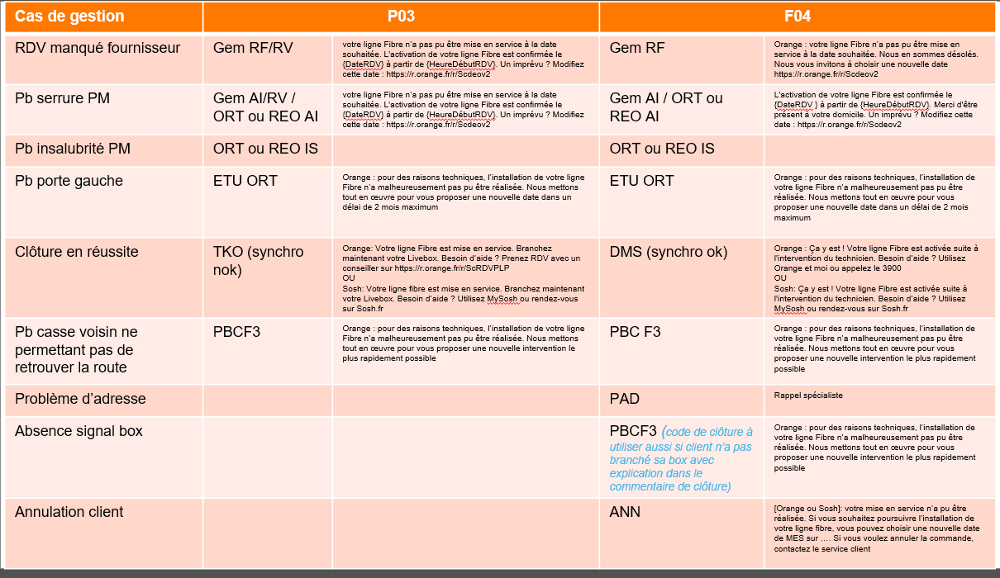 Cas de gestion
P03
F04
RDV manqué fournisseur
Gem RF/RV
votre ligne Fibre n'a pas pu être mise en service à la date
souhaitée. L'activation de votre ligne Fibre est confirmée le
{DateRDV} à partir de {HeureDébutRDV}. Un imprévu ? Modifiez
cette date : https://r.orange.fr/r/Scdeov2
Gem RF
Orange : votre ligne Fibre n'a pas pu être mise en
service à la date souhaitée. Nous en sommes désolés.
Nous vous invitons à choisir une nouvelle date
https://r.orange.fr/r/Scdeov2
Pb serrure PM
Gem AI/RV /
ORT ou REO AI
votre ligne Fibre n'a pas pu être mise en service à la date
souhaitée. L'activation de votre ligne Fibre est confirmée le
{DateRDV} à partir de {HeureDébutRDV}. Un imprévu ? Modifiez
cette date : https://r.orange.fr/r/Scdeov2
Gem AI / ORT ou
REO AI
L'activation de votre ligne Fibre est confirmée le
{DateRDV } à partir de {HeureDébutRDV}. Merci d'être
présent à votre domicile. Un imprévu ? Modifiez cette
date : https://r.orange.fr/r/Scdeov2
Pb insalubrité PM
ORT ou REO IS
ORT ou REO IS
Pb porte gauche
ETU ORT
Orange : pour des raisons techniques, l'installation de votre ligne
Fibre n'a malheureusement pas pu être réalisée. Nous mettons
tout en œuvre pour vous proposer une nouvelle date dans un
délai de 2 mois maximum
ETU ORT
Orange : pour des raisons techniques, l'installation de
votre ligne Fibre n'a malheureusement pas pu être
réalisée. Nous mettons tout en œuvre pour vous
proposer une nouvelle date dans un délai de 2 mois
maximum
Clôture en réussite
TKO (synchro
nok)
Orange: Votre ligne Fibre est mise en service. Branchez
maintenant votre Livebox. Besoin d'aide ? Prenez RDV avec un
conseiller sur https://r.orange.fr/r/ScRDVPLP
OU
Sosh: Votre ligne fibre est mise en service. Branchez maintenant
votre Livebox. Besoin d'aide ? Utilisez MySosh ou rendez-vous
sur Sosh.fr
DMS (synchro ok)
Orange : Ça y est ! Votre ligne Fibre est activée suite à
l'intervention du technicien. Besoin d'aide ? Utilisez
Orange et moi ou appelez le 3900
OU
Sosh: Ça y est ! Votre ligne Fibre est activée suite à
l'intervention du technicien. Besoin d'aide ? Utilisez
MySosh ou rendez-vous sur Sosh.fr
Pb casse voisin ne
permettant pas de
retrouver la route
PBCF3
Orange : pour des raisons techniques, l'installation de votre ligne
Fibre n'a malheureusement pas pu être réalisée. Nous mettons
tout en œuvre pour vous proposer une nouvelle intervention le
plus rapidement possible
PBC F3
Orange : pour des raisons techniques, l'installation de
votre ligne Fibre n'a malheureusement pas pu être
réalisée. Nous mettons tout en œuvre pour vous
proposer une nouvelle intervention le plus rapidement
possible
Problème d'adresse
PAD
Rappel spécialiste
Absence signal box
PBCF3 (code de clôture à
utiliser aussi si client n'a pas
branché sa box avec
explication dans le
commentaire de clôture)
Orange : pour des raisons techniques, l'installation de
votre ligne Fibre n'a malheureusement pas pu être
réalisée. Nous mettons tout en œuvre pour vous
proposer une nouvelle intervention le plus rapidement
possible
Annulation client
ANN
[Orange ou Sosh]: votre mise en service n'a pu être
réalisée. Si vous souhaitez poursuivre l'installation de
votre ligne fibre, vous pouvez choisir une nouvelle date
de MES sur …. Si vous voulez annuler la commande,
contactez le service client